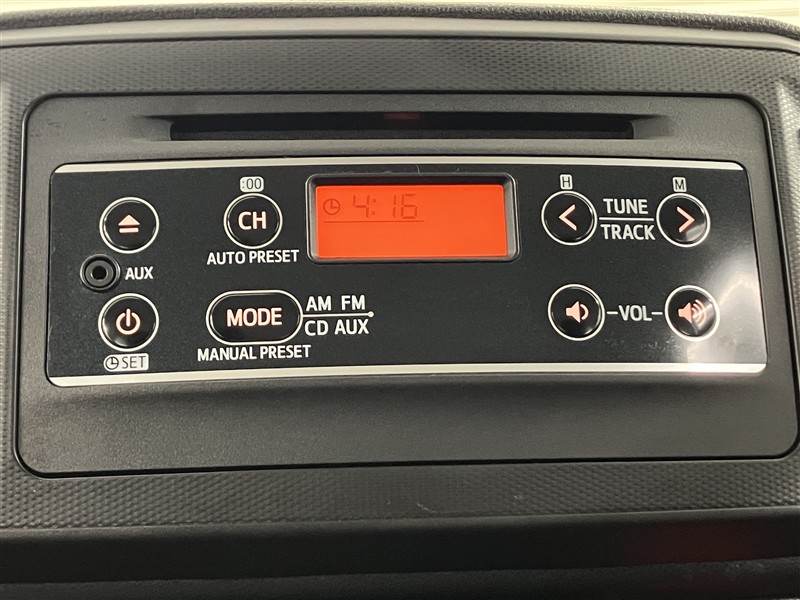 :00
CH
AUTO PRESET
4:16
H
M
TUNE
TRACK
AUX
MODE
AM FM
CD AUX
MANUAL PRESET
SET
VOL